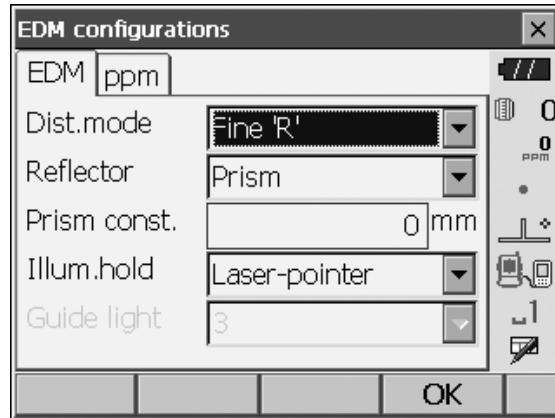 EDM configurations
EDM ppm
Dist.mode Fine 'R'
Reflector Prism
Prism const. 0 mm
Illum.hold Laser-pointer
Guide light 3
OK
0
0
PPM
1